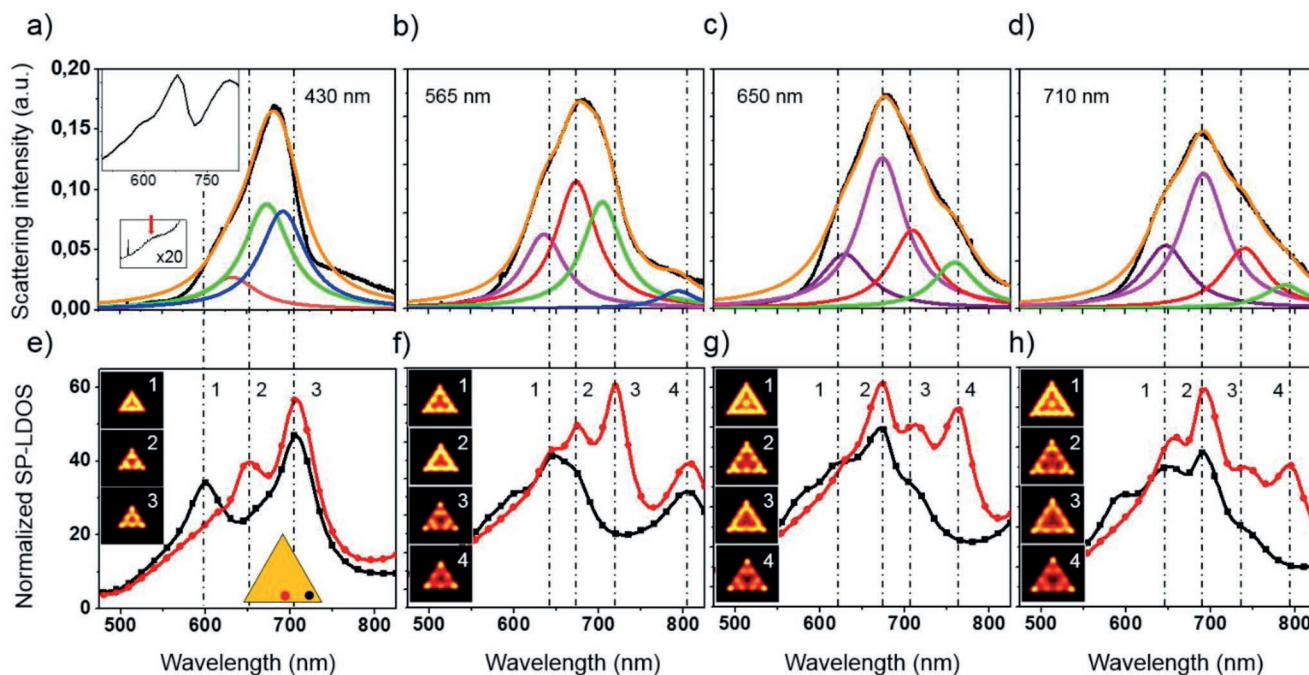 a)
b)
c)
d)
Scattering intensity (a.u.)
0,20
0,15
0,10
0,05
0,00
430 nm
600 750
x20
565 nm
650 nm
710 nm
e)
f)
g)
h)
Normalized SP-LDOS
60
40
20
0
1
2
3
1 2 3
1
2
3
4
1 2 3 4
1
2
3
4
1 2 3 4
1
2
3
4
1 2 3 4
500 600 700 800
500 600 700 800
500 600 700 800
500 600 700 800
Wavelength (nm)
Wavelength (nm)
Wavelength (nm)
Wavelength (nm)